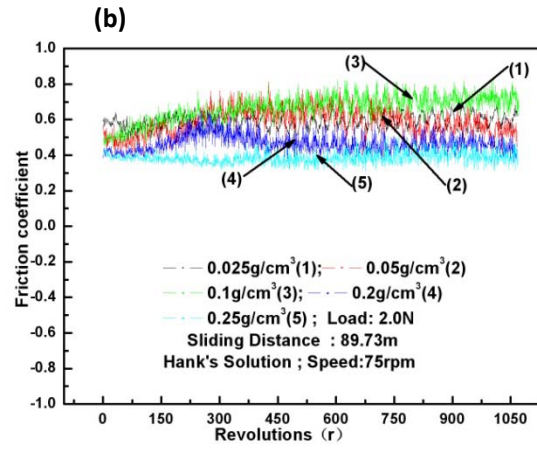 (b)
1.0
0.8
0.6
0.4
0.2
0.0
-0.2
-0.4
-0.6
-0.8
-1.0
Friction coefficient
(3)
(1)
(4)
(5)
(2)
0.025g/cm³(1); 0.05g/cm³(2)
0.1g/cm³(3); 0.2g/cm³(4)
0.25g/cm³(5) ; Load: 2.0N
Sliding Distance : 89.73m
Hank's Solution ; Speed:75rpm
0 150 300 450 600 750 900 1050
Revolutions (r)